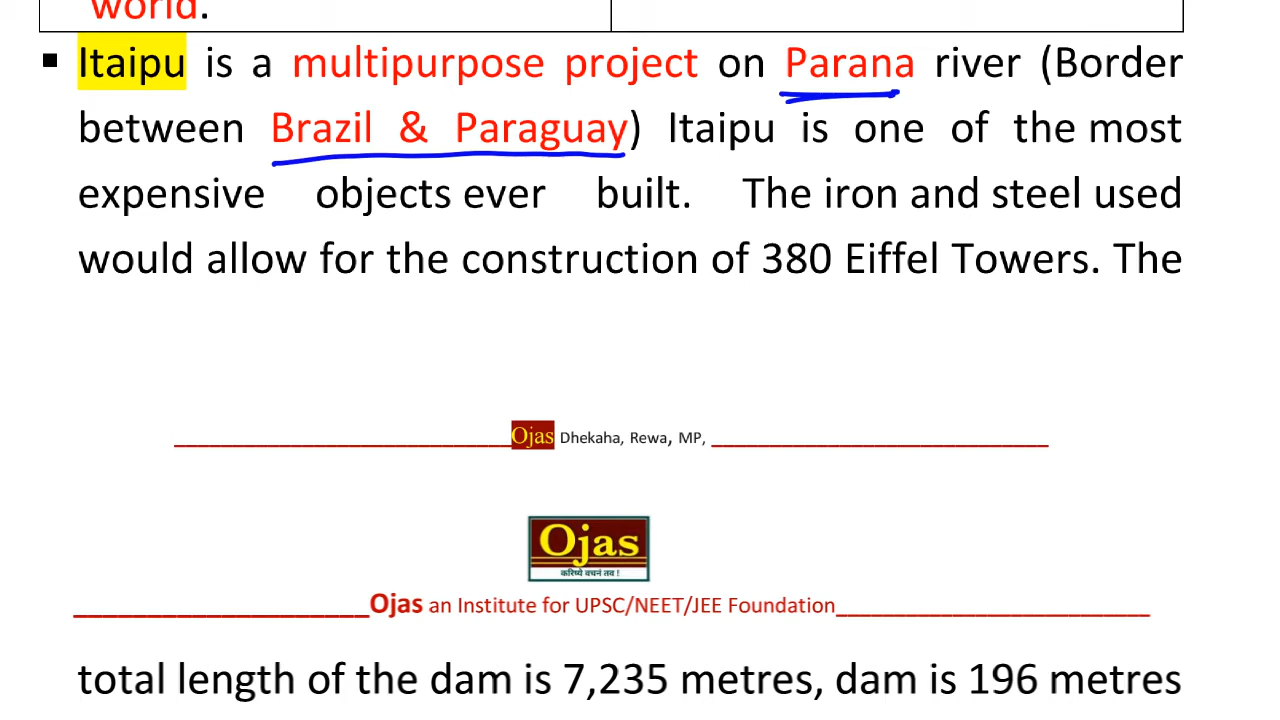 world.
▪ Itaipu is a multipurpose project on Parana river (Border
between Brazil & Paraguay) Itaipu is one of the most
expensive objects ever built. The iron and steel used
would allow for the construction of 380 Eiffel Towers. The
Ojas Dhekaha, Rewa, MP,
Ojas
करिष्ये वचनं तव !
Ojas an Institute for UPSC/NEET/JEE Foundation
total length of the dam is 7,235 metres, dam is 196 metres